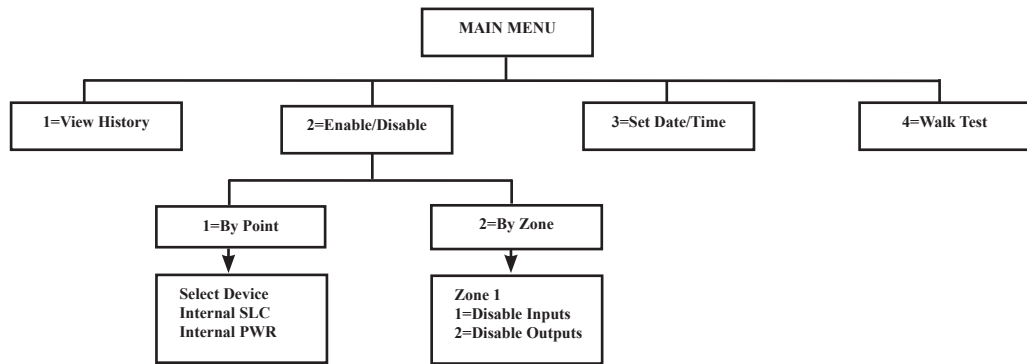 MAIN MENU
1=View History
2=Enable/Disable
3=Set Date/Time
4=Walk Test
1=By Point
2=By Zone
Select Device
Internal SLC
Internal PWR
Zone 1
1=Disable Inputs
2=Disable Outputs